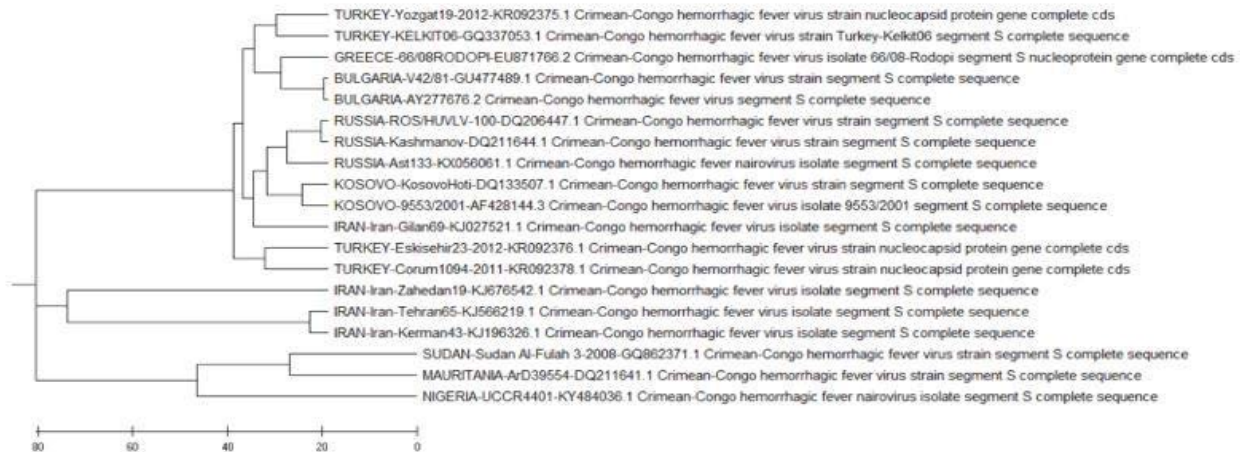 TURKEY-Yozgat19-2012-KR092375.1 Crimean-Congo hemorrhagic fever virus strain nucleocapsid protein gene complete cds
TURKEY-KELKIT06-GQ337053.1 Crimean-Congo hemorrhagic fever virus strain Turkey-Kelkit06 segment S complete sequence
GREECE-66/08RODOPI-EU871766.2 Crimean-Congo hemorrhagic fever virus isolate 66/08-Rodopi segment S nucleoprotein gene complete cds
BULGARIA-V42/81-GU477489.1 Crimean-Congo hemorrhagic fever virus strain segment S complete sequence
BULGARIA-AY277676.2 Crimean-Congo hemorrhagic fever virus segment S complete sequence
RUSSIA-ROS/HUVLV-100-DQ206447.1 Crimean-Congo hemorrhagic fever virus strain segment S complete sequence
RUSSIA-Kashmanov-DQ211644.1 Crimean-Congo hemorrhagic fever virus strain segment S complete sequence
RUSSIA-Ast133-KX056061.1 Crimean-Congo hemorrhagic fever nairovirus isolate segment S complete sequence
KOSOVO-KosovoHoti-DQ133507.1 Crimean-Congo hemorrhagic fever virus strain segment S complete sequence
KOSOVO-9553/2001-AF428144.3 Crimean-Congo hemorrhagic fever virus isolate 9553/2001 segment S complete sequence
IRAN-Iran-Gilan69-KJ027521.1 Crimean-Congo hemorrhagic fever virus isolate segment S complete sequence
TURKEY-Eskisehir23-2012-KR092376.1 Crimean-Congo hemorrhagic fever virus strain nucleocapsid protein gene complete cds
TURKEY-Corum1094-2011-KR092378.1 Crimean-Congo hemorrhagic fever virus strain nucleocapsid protein gene complete cds
IRAN-Iran-Zahedan19-KJ676542.1 Crimean-Congo hemorrhagic fever virus isolate segment S complete sequence
IRAN-Iran-Tehran65-KJ566219.1 Crimean-Congo hemorrhagic fever virus isolate segment S complete sequence
IRAN-Iran-Kerman43-KJ196326.1 Crimean-Congo hemorrhagic fever virus isolate segment S complete sequence
SUDAN-Sudan Al-Fulah 3-2008-GQ862371.1 Crimean-Congo hemorrhagic fever virus strain segment S complete sequence
MAURITANIA-ArD39554-DQ211641.1 Crimean-Congo hemorrhagic fever virus strain segment S complete sequence
NIGERIA-UCCR4401-KY484036.1 Crimean-Congo hemorrhagic fever nairovirus isolate segment S complete sequence
80 60 40 20 0